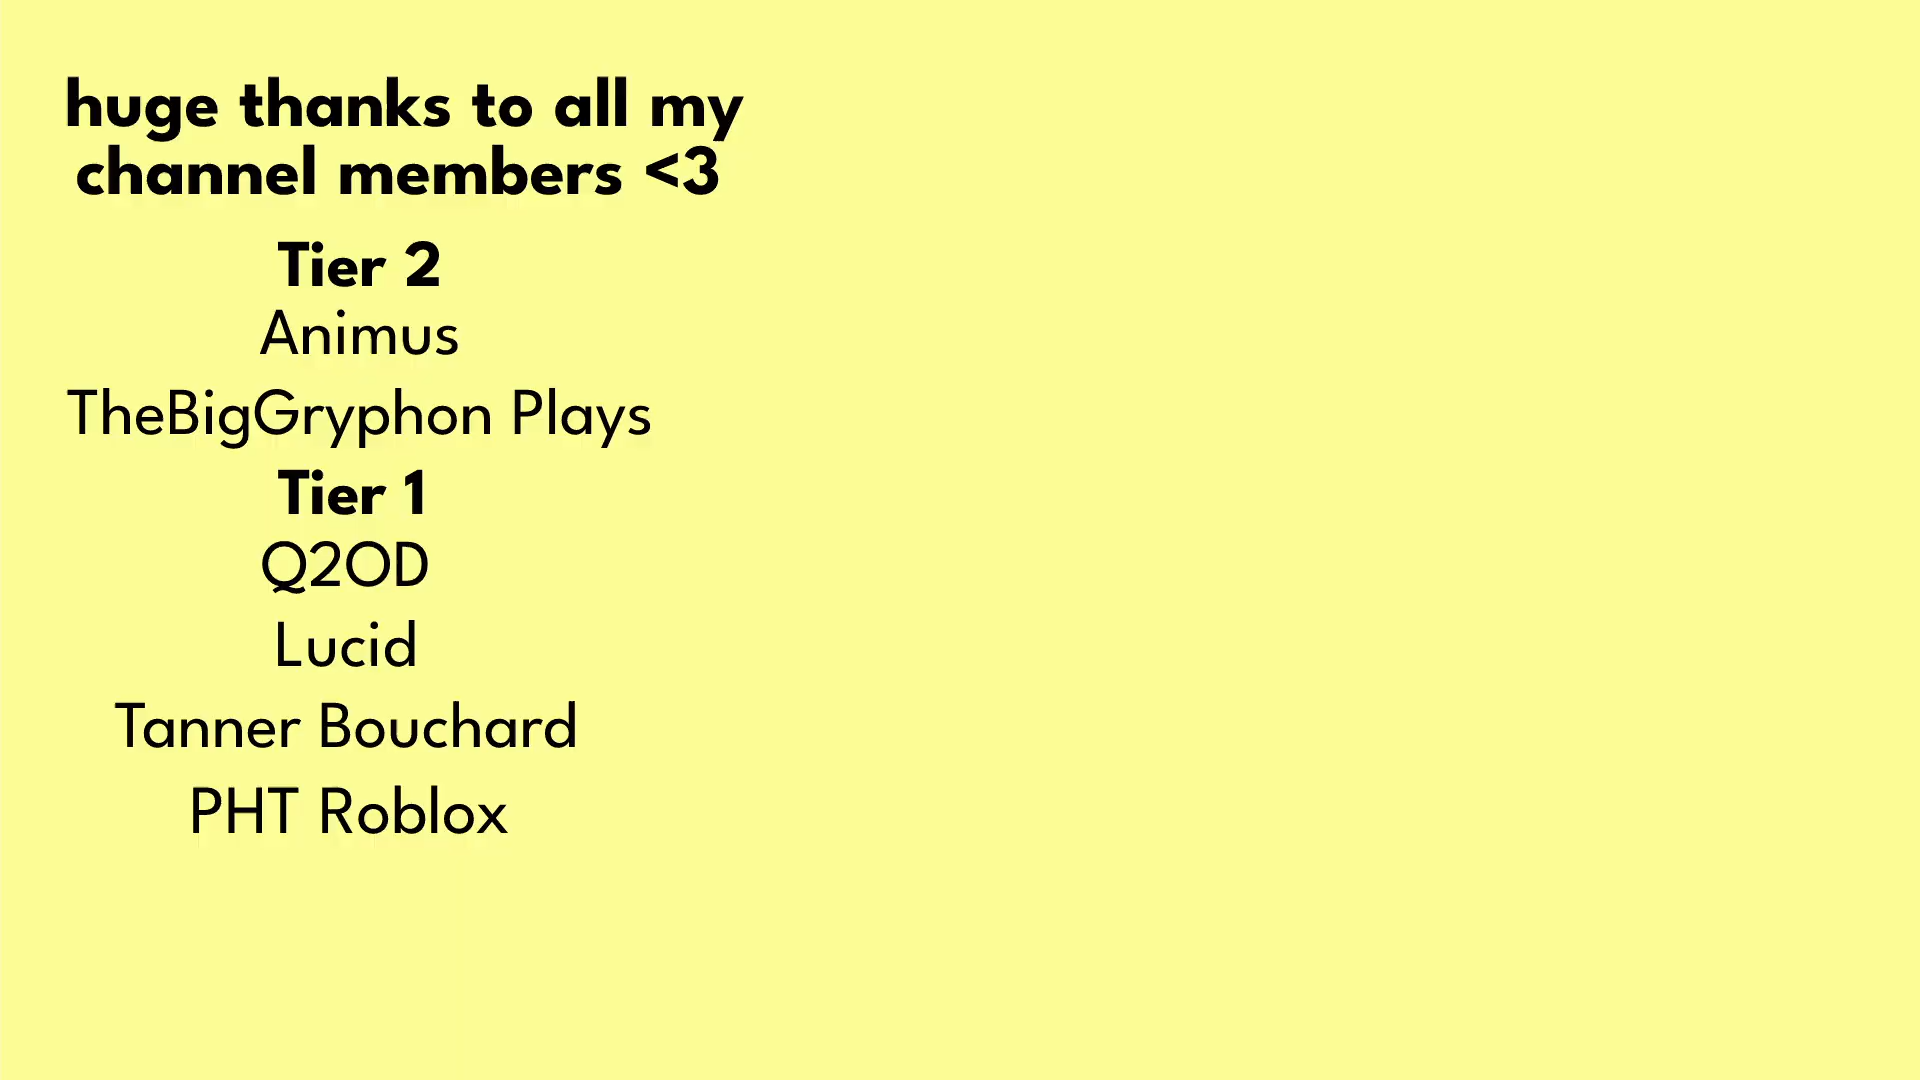 huge thanks to all my
channel members <3
Tier 2
Animus
TheBigGryphon Plays
Tier 1
Q2OD
Lucid
Tanner Bouchard
PHT Roblox